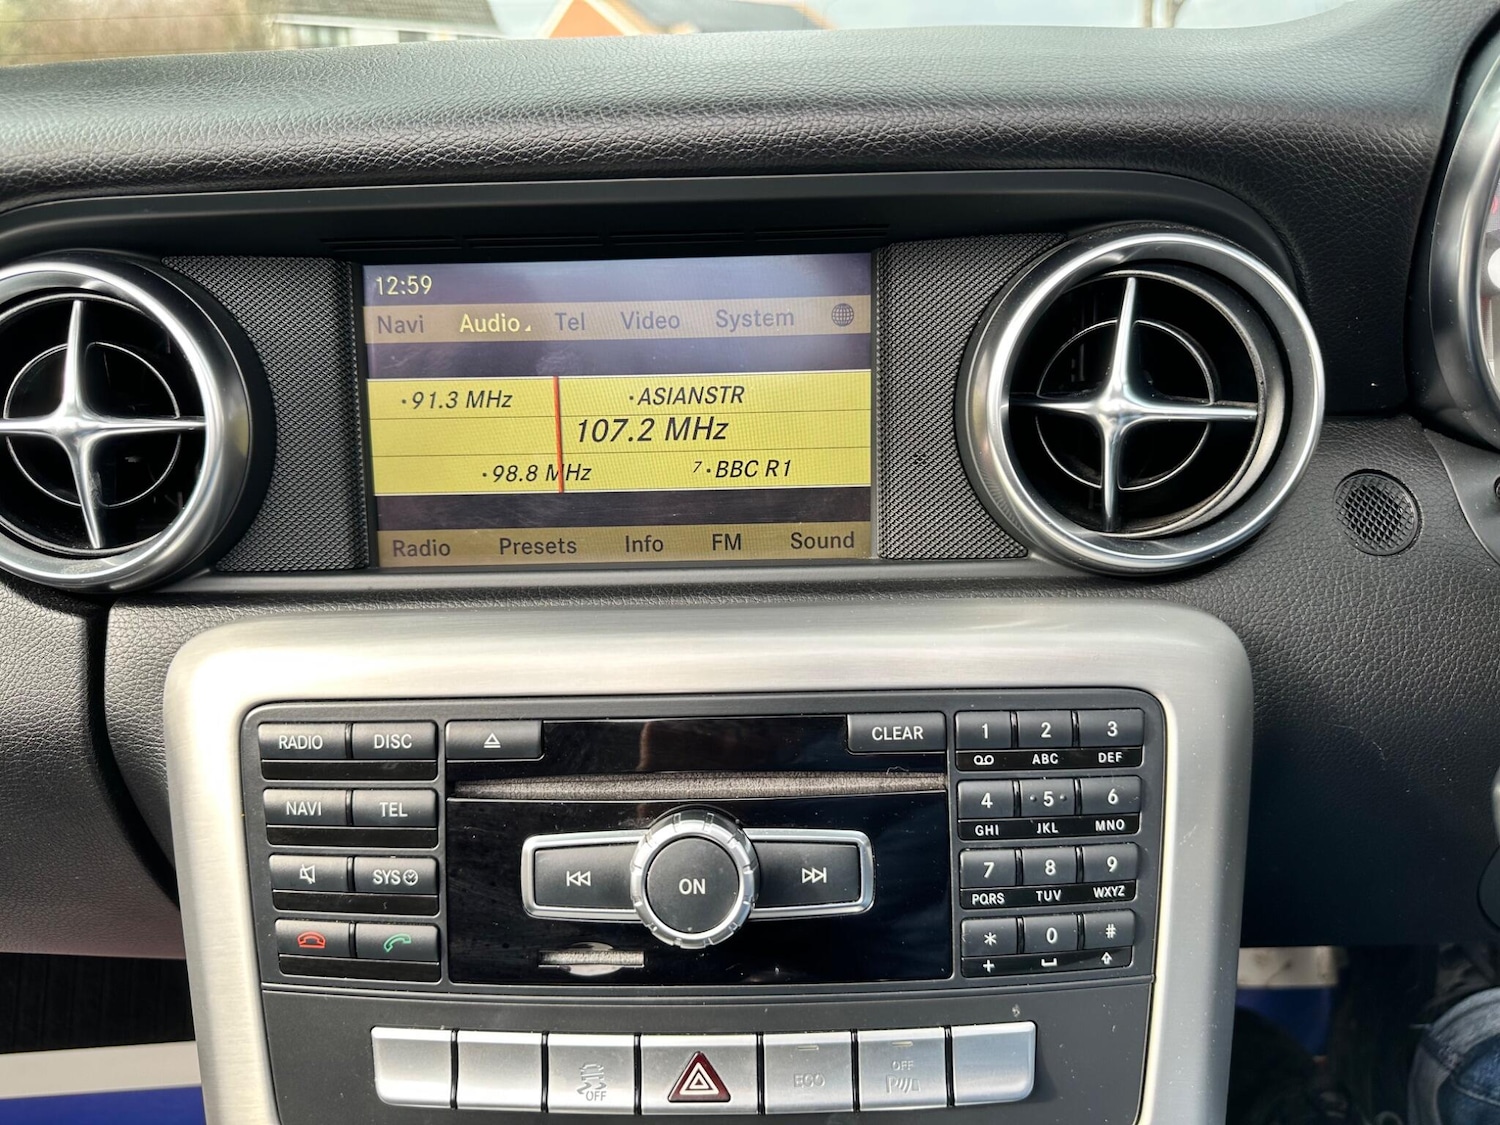 12:59
Navi Audio Tel Video System
91.3 MHz ASIANSTR
107.2 MHz
98.8 MHz 7 BBC R1
Radio Presets Info FM Sound
RADIO DISC CLEAR 1 2 3
ABC DEF
NAVI TEL 4 5 6
GHI JKL MNO
SYS ON 7 8 9
PQRS TUV WXYZ
* 0 #
+
OFF ECO OFF